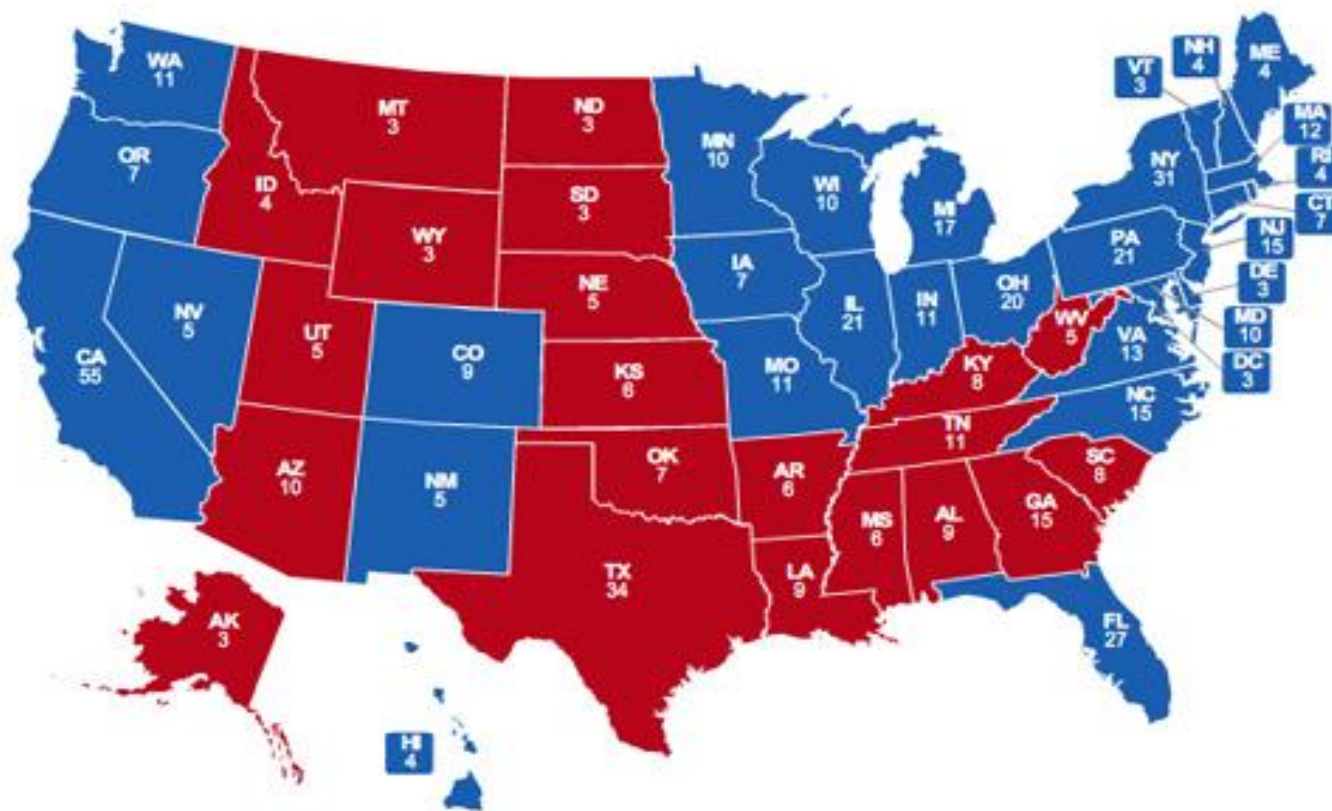 WA
11
OR
7
CA
55
NV
5
ID
4
MT
3
WY
3
UT
5
AZ
10
CO
9
NM
5
ND
3
SD
3
NE
5
KS
6
OK
7
TX
34
MN
10
IA
7
MO
11
AR
6
LA
9
WI
10
IL
21
MI
17
IN
11
OH
20
KY
8
TN
11
MS
6
AL
9
GA
15
FL
27
SC
8
NC
15
VA
13
WV
5
PA
21
NY
31
VT
3
NH
4
ME
4
MA
12
RI
4
CT
7
NJ
15
DE
3
MD
10
DC
3
AK
3
HI
4